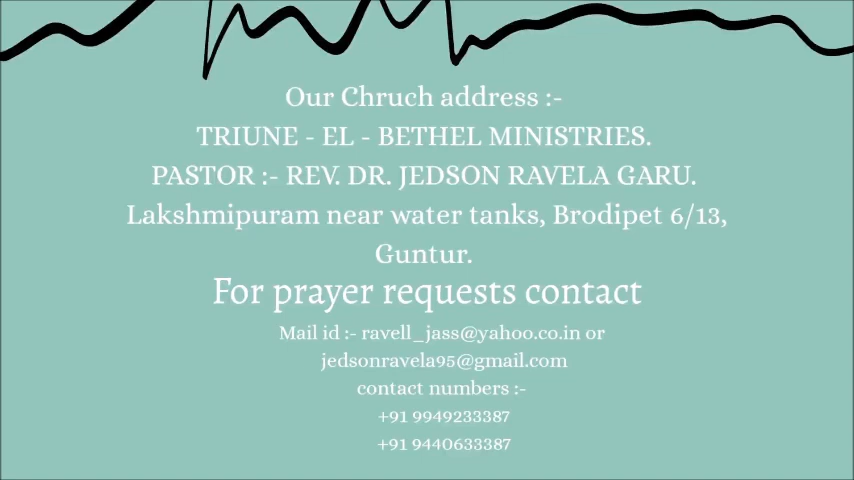 Our Chruch address :-
TRIUNE - EL - BETHEL MINISTRIES.
PASTOR :- REV. DR. JEDSON RAVELA GARU.
Lakshmipuram near water tanks, Brodipet 6/13,
Guntur.
For prayer requests contact
Mail id :- ravell_jass@yahoo.co.in or
jedsonravela95@gmail.com
contact numbers :-
+91 9949233387
+91 9440633387